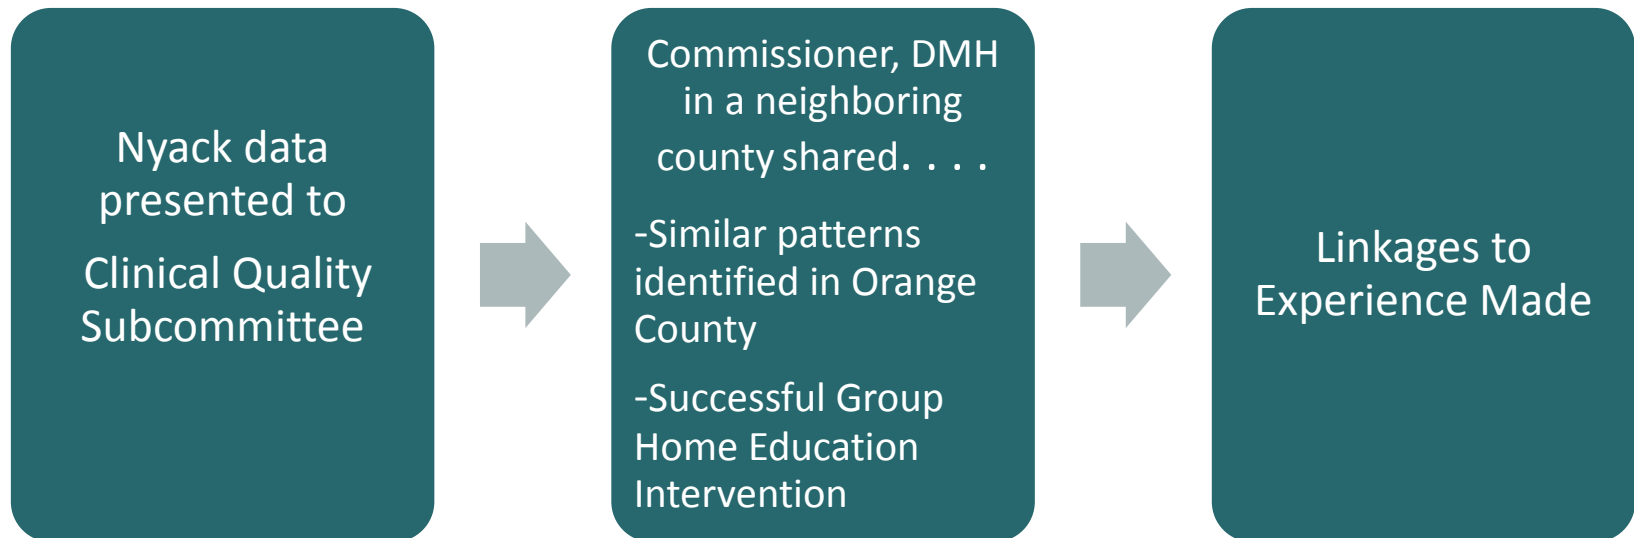 Nyack data
presented to
Clinical Quality
Subcommittee
Commissioner, DMH
in a neighboring
county shared. . . .
-Similar patterns
identified in Orange
County
-Successful Group
Home Education
Intervention
Linkages to
Experience Made